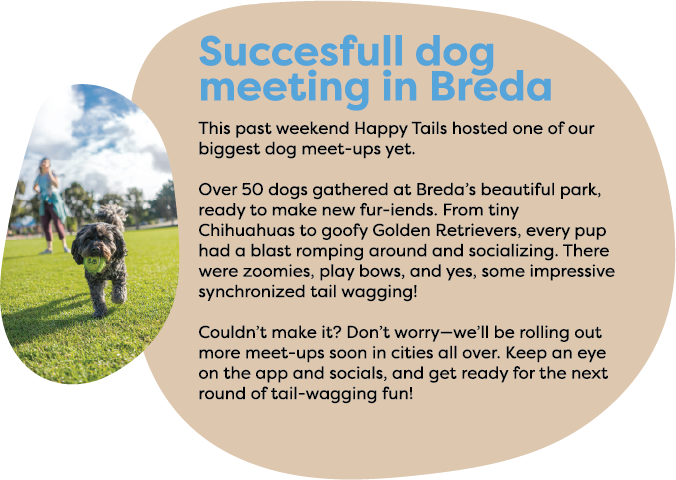 Succesfull dog
meeting in Breda
This past weekend Happy Tails hosted one of our
biggest dog meet-ups yet.
Over 50 dogs gathered at Breda’s beautiful park,
ready to make new fur-iends. From tiny
Chihuahuas to goofy Golden Retrievers, every pup
had a blast romping around and socializing. There
were zoomies, play bows, and yes, some impressive
synchronized tail wagging!
Couldn’t make it? Don’t worry—we’ll be rolling out
more meet-ups soon in cities all over. Keep an eye
on the app and socials, and get ready for the next
round of tail-wagging fun!